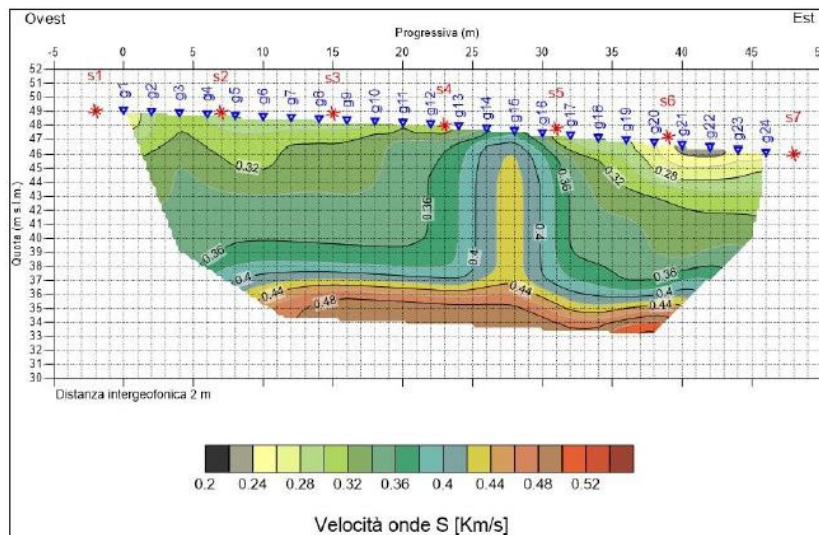 Ovest
Est
Progressiva (m)
-5 0 5 10 15 20 25 30 35 40 45 50
s1 s2 s3 s4 s5 s6 s7
g1 g2 g3 g4 g5 g6 g7 g8 g9 g10 g11 g12 g13 g14 g15 g16 g17 g18 g19 g20 g21 g22 g23 g24
Quota (m s.l.m.)
52
51
50
49
48
47
46
45
44
43
42
41
40
39
38
37
36
35
34
33
32
31
30
0.32 0.36 0.32 0.28
0.36 0.4 0.4 0.36
0.4 0.44 0.44 0.4
0.48 0.44
Distanza intergeofonica 2 m
0.2 0.24 0.28 0.32 0.36 0.4 0.44 0.48 0.52
Velocità onde S [Km/s]